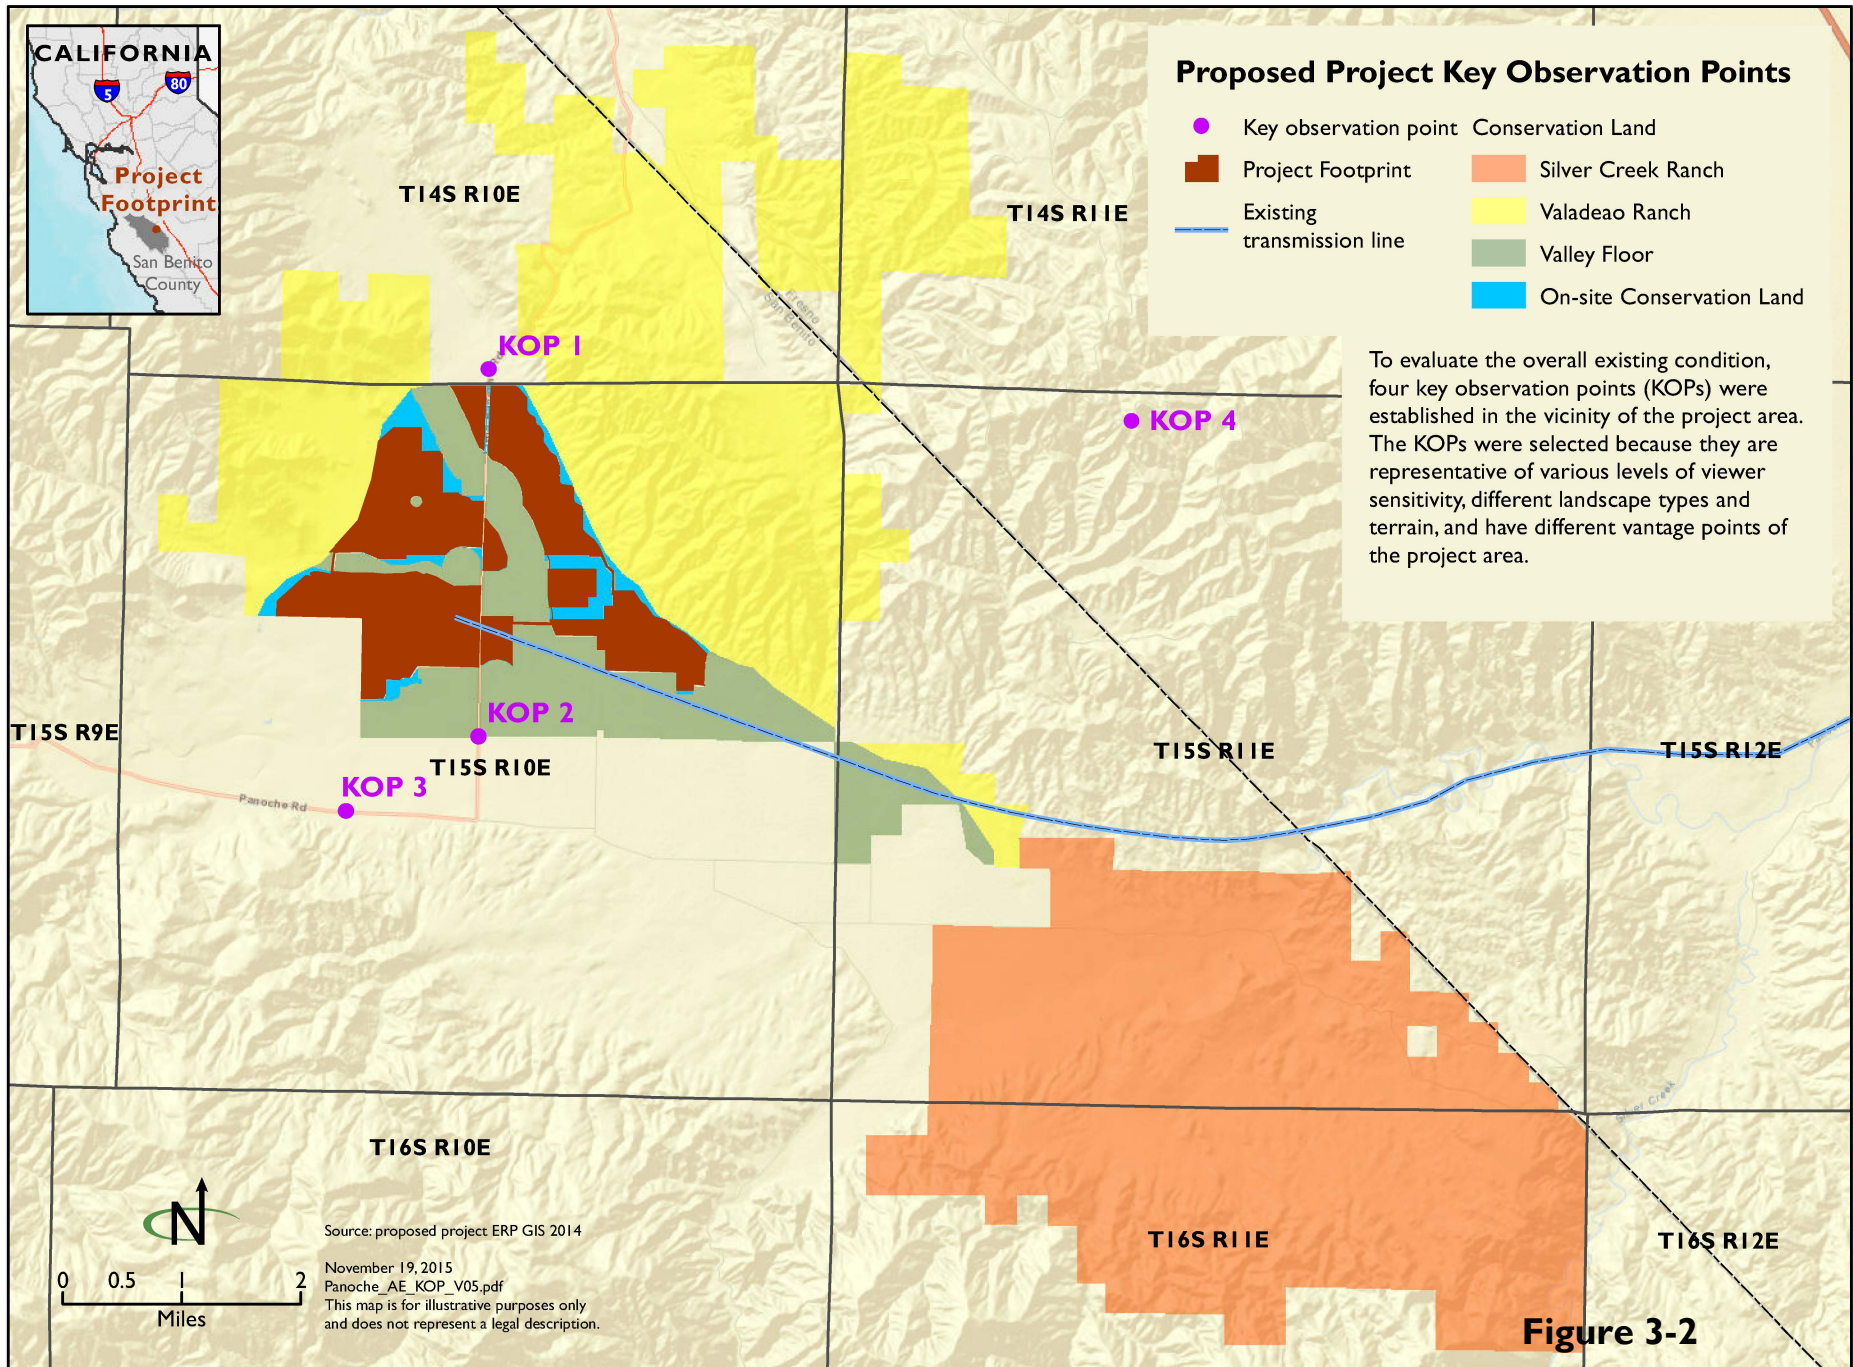 CALIFORNIA
5
80
Project
Footprint
San Benito
County
Proposed Project Key Observation Points
Key observation point
Project Footprint
Existing
transmission line
Conservation Land
Silver Creek Ranch
Valadeao Ranch
Valley Floor
On-site Conservation Land
To evaluate the overall existing condition,
four key observation points (KOPs) were
established in the vicinity of the project area.
The KOPs were selected because they are
representative of various levels of viewer
sensitivity, different landscape types and
terrain, and have different vantage points of
the project area.
T14S R10E
T14S R11E
Fresno
San Benito
KOP 1
Rd
KOP 4
KOP 2
T15S R9E
T15S R10E
T15S R11E
T15S R12E
KOP 3
Panoche Rd
Silver Creek
T16S R10E
T16S R11E
T16S R12E
N
0 0.5 1 2
Miles
Source: proposed project ERP GIS 2014
November 19, 2015
Panoche_AE_KOP_V05.pdf
This map is for illustrative purposes only
and does not represent a legal description.
Figure 3-2